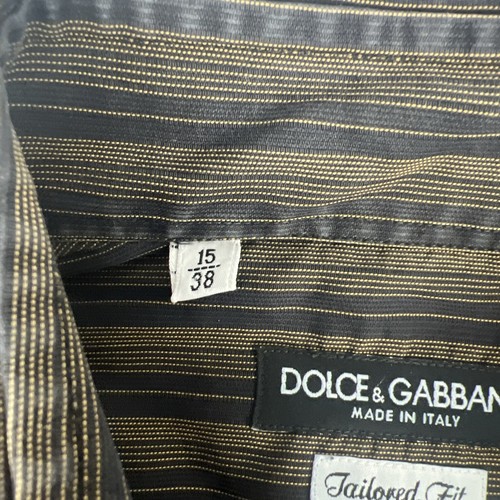 15
38
DOLCE & GABBAN
MADE IN ITALY
Tailored Fit